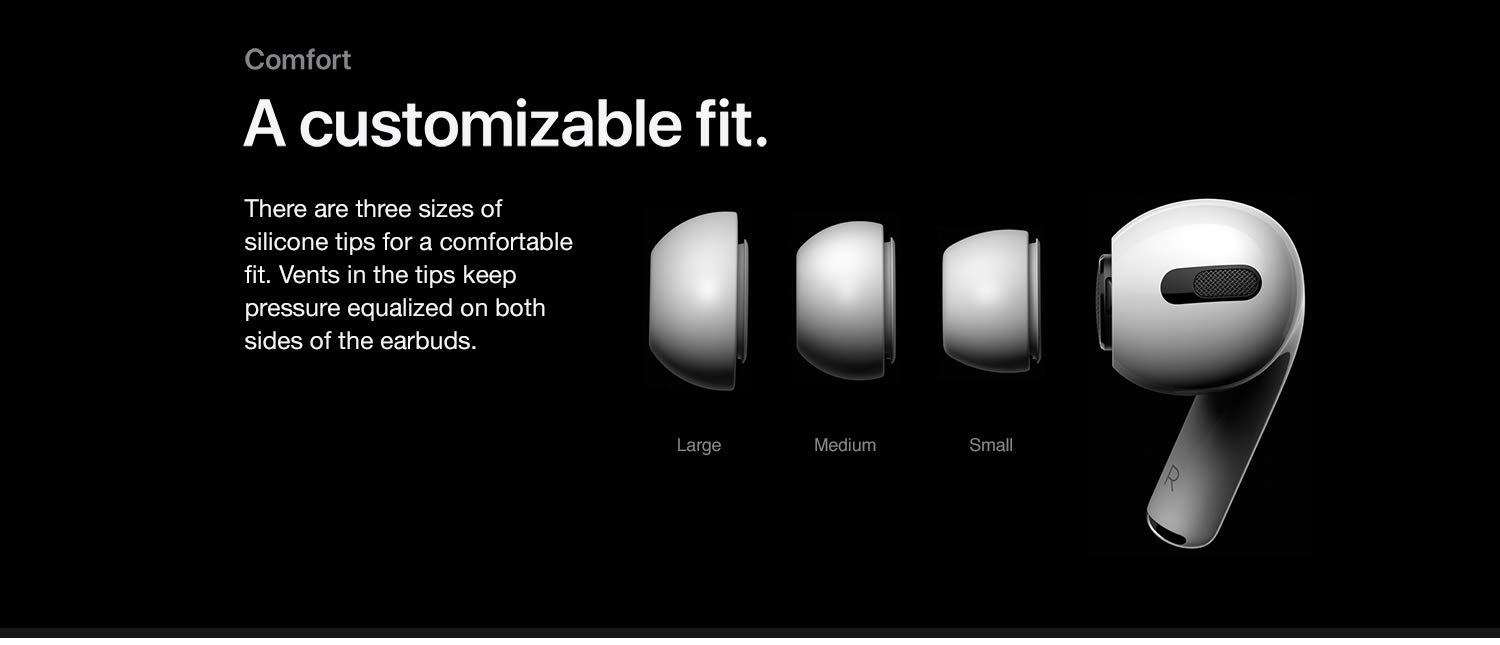 Comfort
A customizable fit.
There are three sizes of
silicone tips for a comfortable
fit. Vents in the tips keep
pressure equalized on both
sides of the earbuds.
Large
Medium
Small
R